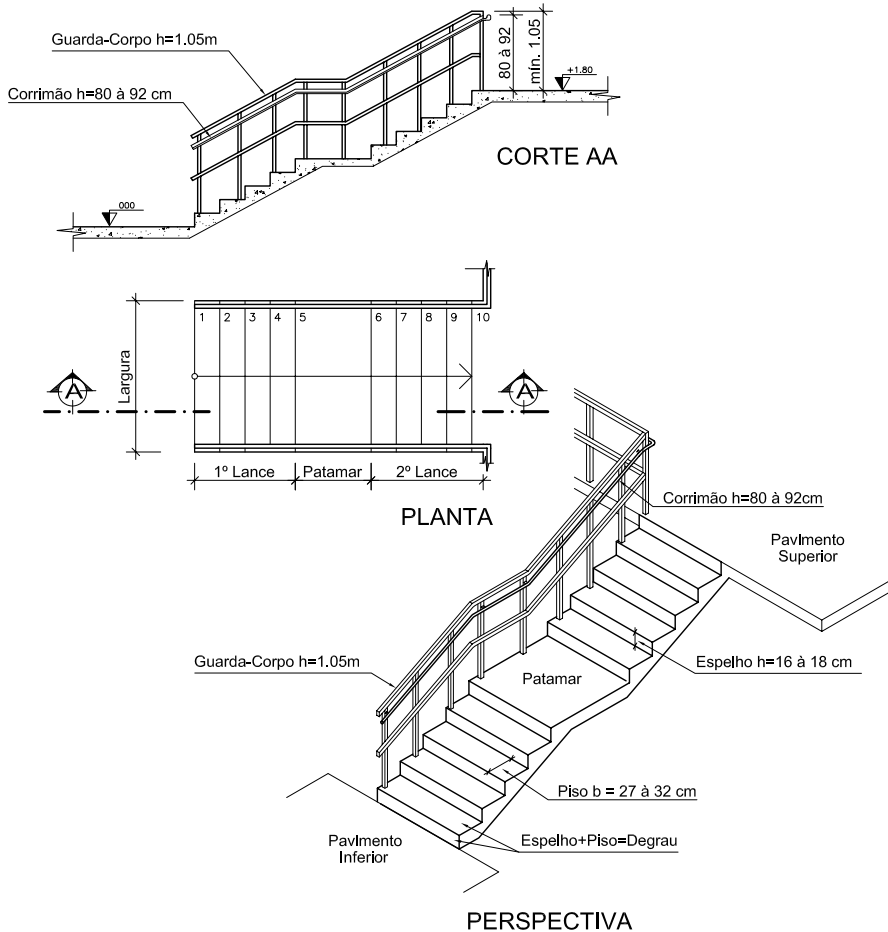 Guarda-Corpo h=1.05m
Corrimão h=80 à 92 cm
80 à 92
mín. 1.05
+1.80
000
CORTE AA
1 2 3 4 5 6 7 8 9 10
Largura
A
A
1º Lance
Patamar
2º Lance
PLANTA
Corrimão h=80 à 92cm
Pavimento
Superior
Espelho h=16 à 18 cm
Guarda-Corpo h=1.05m
Patamar
Piso b = 27 à 32 cm
Pavimento
Inferior
Espelho+Piso=Degrau
PERSPECTIVA